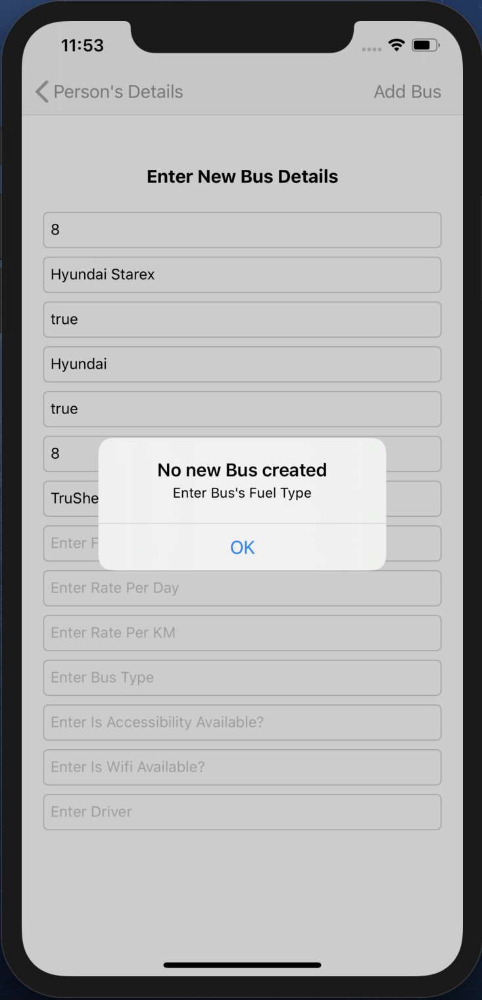 11:53
Person's Details
Add Bus
Enter New Bus Details
8
Hyundai Starex
true
Hyundai
true
8
No new Bus created
Enter Bus's Fuel Type
TruShe
Enter F
OK
Enter Rate Per Day
Enter Rate Per KM
Enter Bus Type
Enter Is Accessibility Available?
Enter Is Wifi Available?
Enter Driver